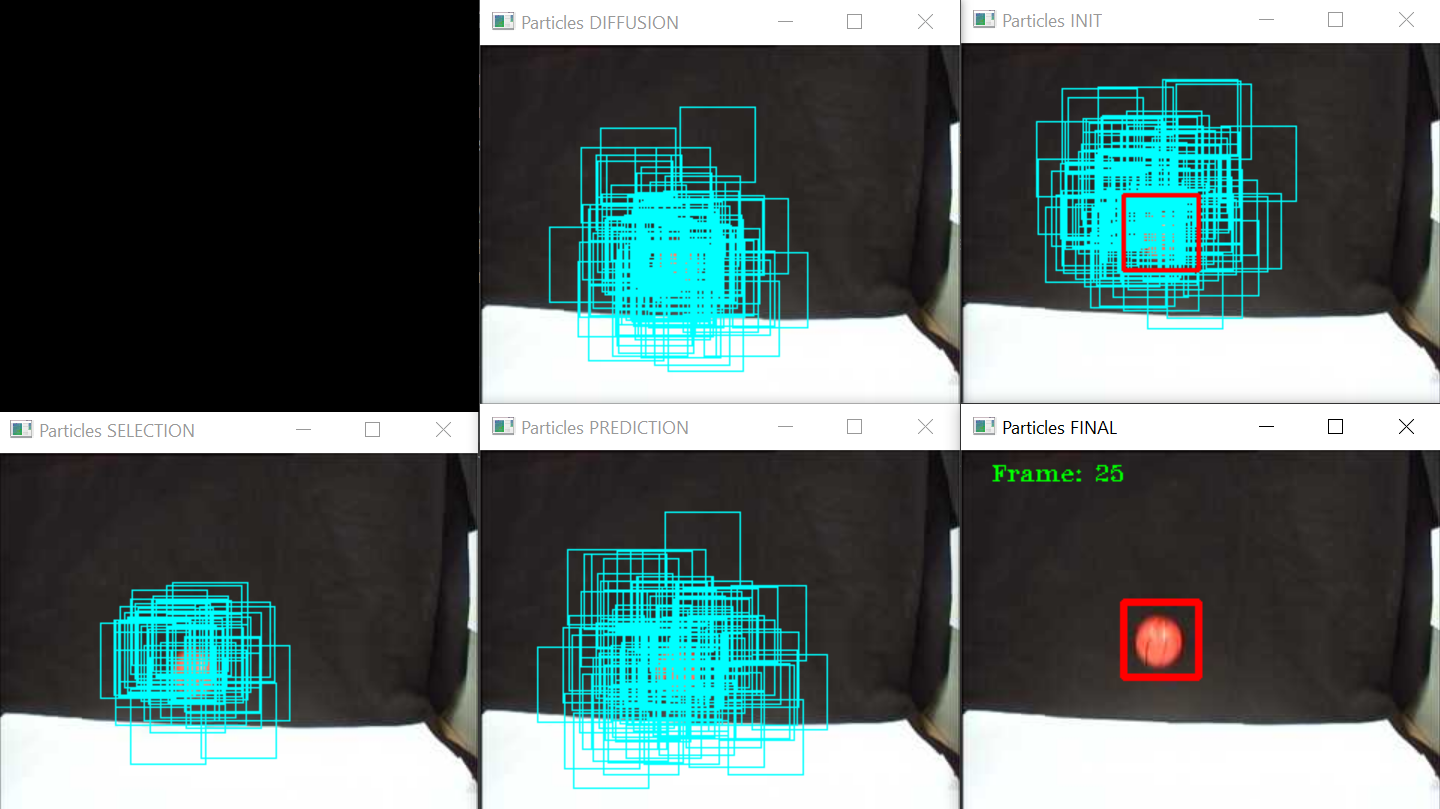 Particles DIFFUSION
Particles INIT
Particles SELECTION
Particles PREDICTION
Particles FINAL
Frame: 25